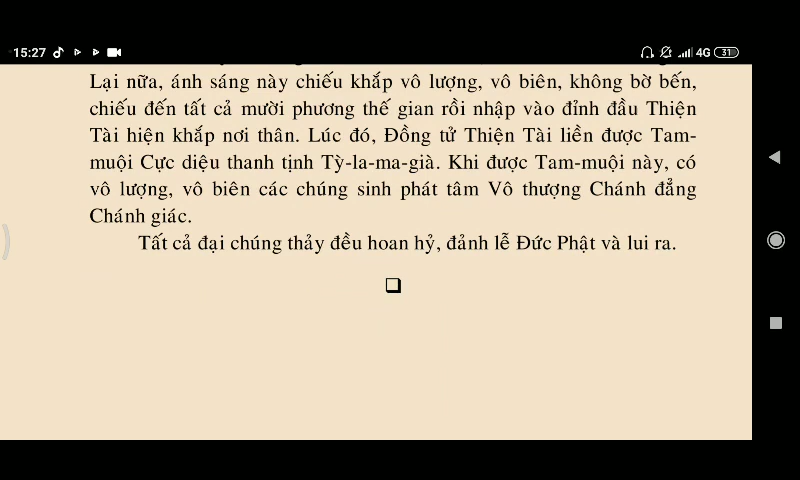 15:27
4G 31
Lại nữa, ánh sáng này chiếu khắp vô lượng, vô biên, không bờ bến,
chiếu đến tất cả mười phương thế gian rồi nhập vào đỉnh đầu Thiện
Tài hiện khắp nơi thân. Lúc đó, Đồng tử Thiện Tài liền được Tam-
muội Cực diệu thanh tịnh Tỳ-la-ma-già. Khi được Tam-muội này, có
vô lượng, vô biên các chúng sinh phát tâm Vô thượng Chánh đẳng
Chánh giác.
Tất cả đại chúng thảy đều hoan hỷ, đảnh lễ Đức Phật và lui ra.